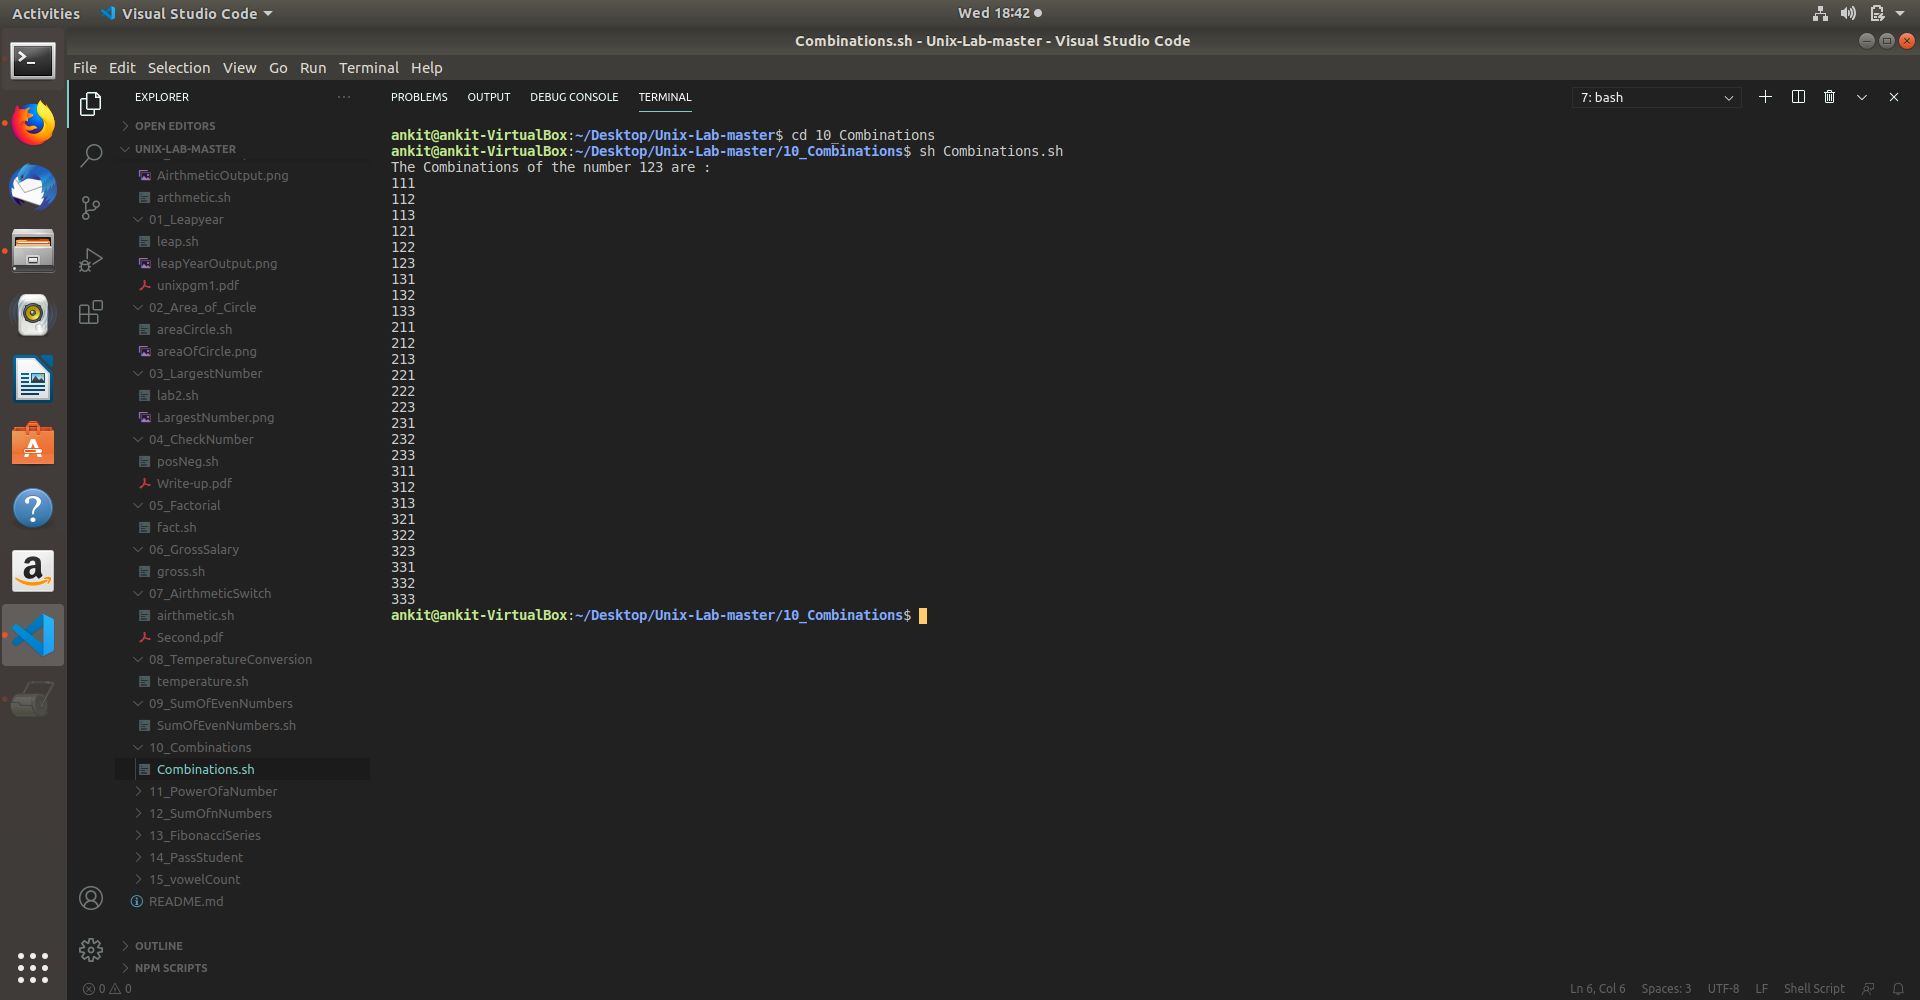 Activities
Visual Studio Code
Wed 18:42
Combinations.sh - Unix-Lab-master - Visual Studio Code
File Edit Selection View Go Run Terminal Help
EXPLORER
OPEN EDITORS
UNIX-LAB-MASTER
AirthmeticOutput.png
arthmetic.sh
01_Leapyear
leap.sh
leapYearOutput.png
unixpgm1.pdf
02_Area_of_Circle
areaCircle.sh
areaOfCircle.png
03_LargestNumber
lab2.sh
LargestNumber.png
04_CheckNumber
posNeg.sh
Write-up.pdf
05_Factorial
fact.sh
06_GrossSalary
gross.sh
07_AirthmeticSwitch
airthmetic.sh
Second.pdf
08_TemperatureConversion
temperature.sh
09_SumOfEvenNumbers
SumOfEvenNumbers.sh
10_Combinations
Combinations.sh
11_PowerOfaNumber
12_SumOfnNumbers
13_FibonacciSeries
14_PassStudent
15_vowelCount
README.md
OUTLINE
NPM SCRIPTS
PROBLEMS OUTPUT DEBUG CONSOLE TERMINAL
7: bash
ankit@ankit-VirtualBox:~/Desktop/Unix-Lab-master$ cd 10_Combinations
ankit@ankit-VirtualBox:~/Desktop/Unix-Lab-master/10_Combinations$ sh Combinations.sh
The Combinations of the number 123 are :
111
112
113
121
122
123
131
132
133
211
212
213
221
222
223
231
232
233
311
312
313
321
322
323
331
332
333
ankit@ankit-VirtualBox:~/Desktop/Unix-Lab-master/10_Combinations$
0 0
Ln 6, Col 6 Spaces: 3 UTF-8 LF Shell Script